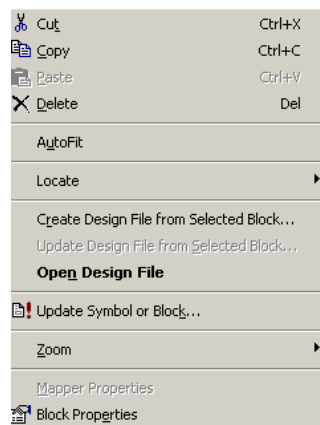 Cut Ctrl+X
Copy Ctrl+C
Paste Ctrl+V
Delete Del
AutoFit
Locate
Create Design File from Selected Block...
Update Design File from Selected Block...
Open Design File
Update Symbol or Block...
Zoom
Mapper Properties
Block Properties